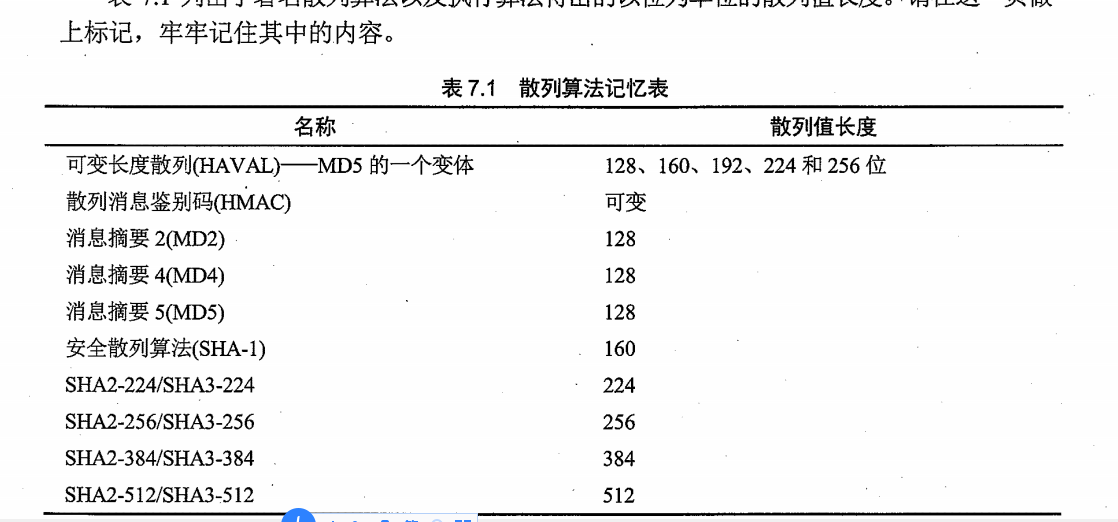 表 7.1 列出了著名散列算法以及执行算法得出的以位为单位的散列值长度。请在这一页做
上标记，牢牢记住其中的内容。
表 7.1 散列算法记忆表
名称 散列值长度
可变长度散列(HAVAL)——MD5 的一个变体 128、160、192、224 和 256 位
散列消息鉴别码(HMAC) 可变
消息摘要 2(MD2) 128
消息摘要 4(MD4) 128
消息摘要 5(MD5) 128
安全散列算法(SHA-1) 160
SHA2-224/SHA3-224 224
SHA2-256/SHA3-256 256
SHA2-384/SHA3-384 384
SHA2-512/SHA3-512 512